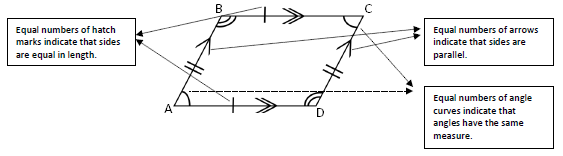 Equal numbers of hatch
marks indicate that sides
are equal in length.
B
C
A
D
Equal numbers of arrows
indicate that sides are
parallel.
Equal numbers of angle
curves indicate that
angles have the same
measure.